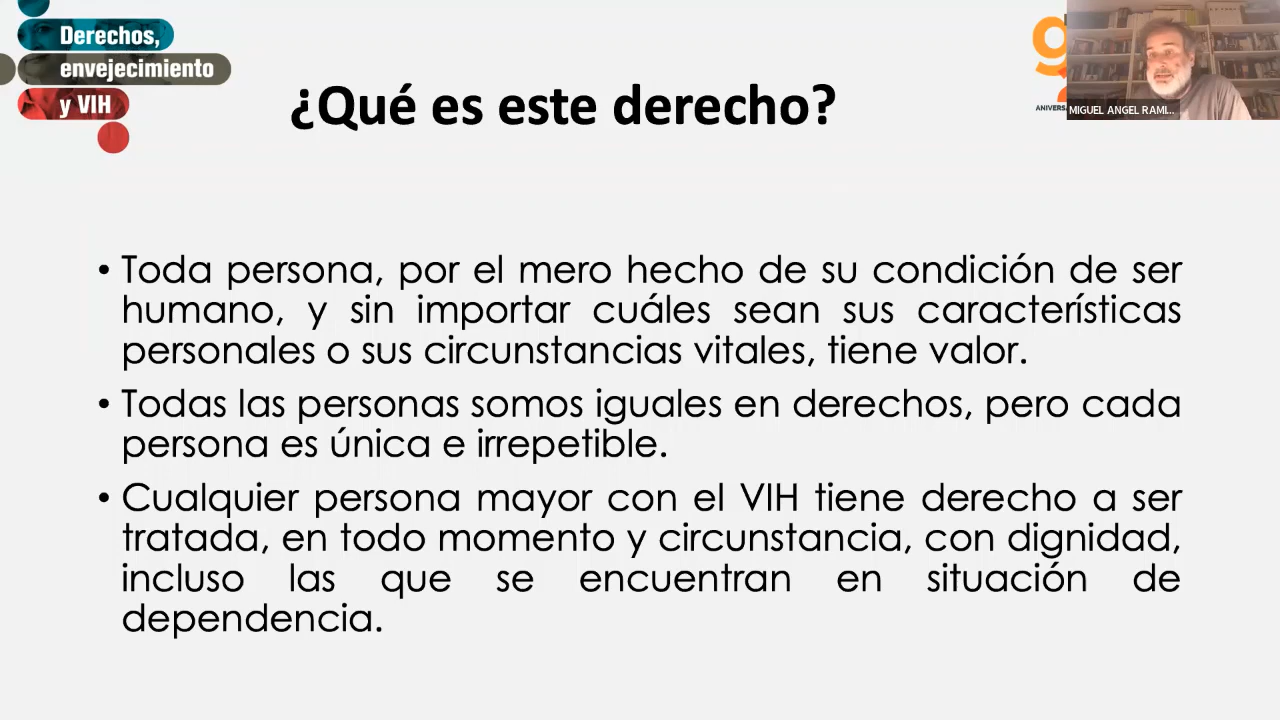 Derechos,
envejecimiento
y VIH
¿Qué es este derecho?
MIGUEL ANGEL RAMI...
• Toda persona, por el mero hecho de su condición de ser
humano, y sin importar cuáles sean sus características
personales o sus circunstancias vitales, tiene valor.
• Todas las personas somos iguales en derechos, pero cada
persona es única e irrepetible.
• Cualquier persona mayor con el VIH tiene derecho a ser
tratada, en todo momento y circunstancia, con dignidad,
incluso las que se encuentran en situación de
dependencia.